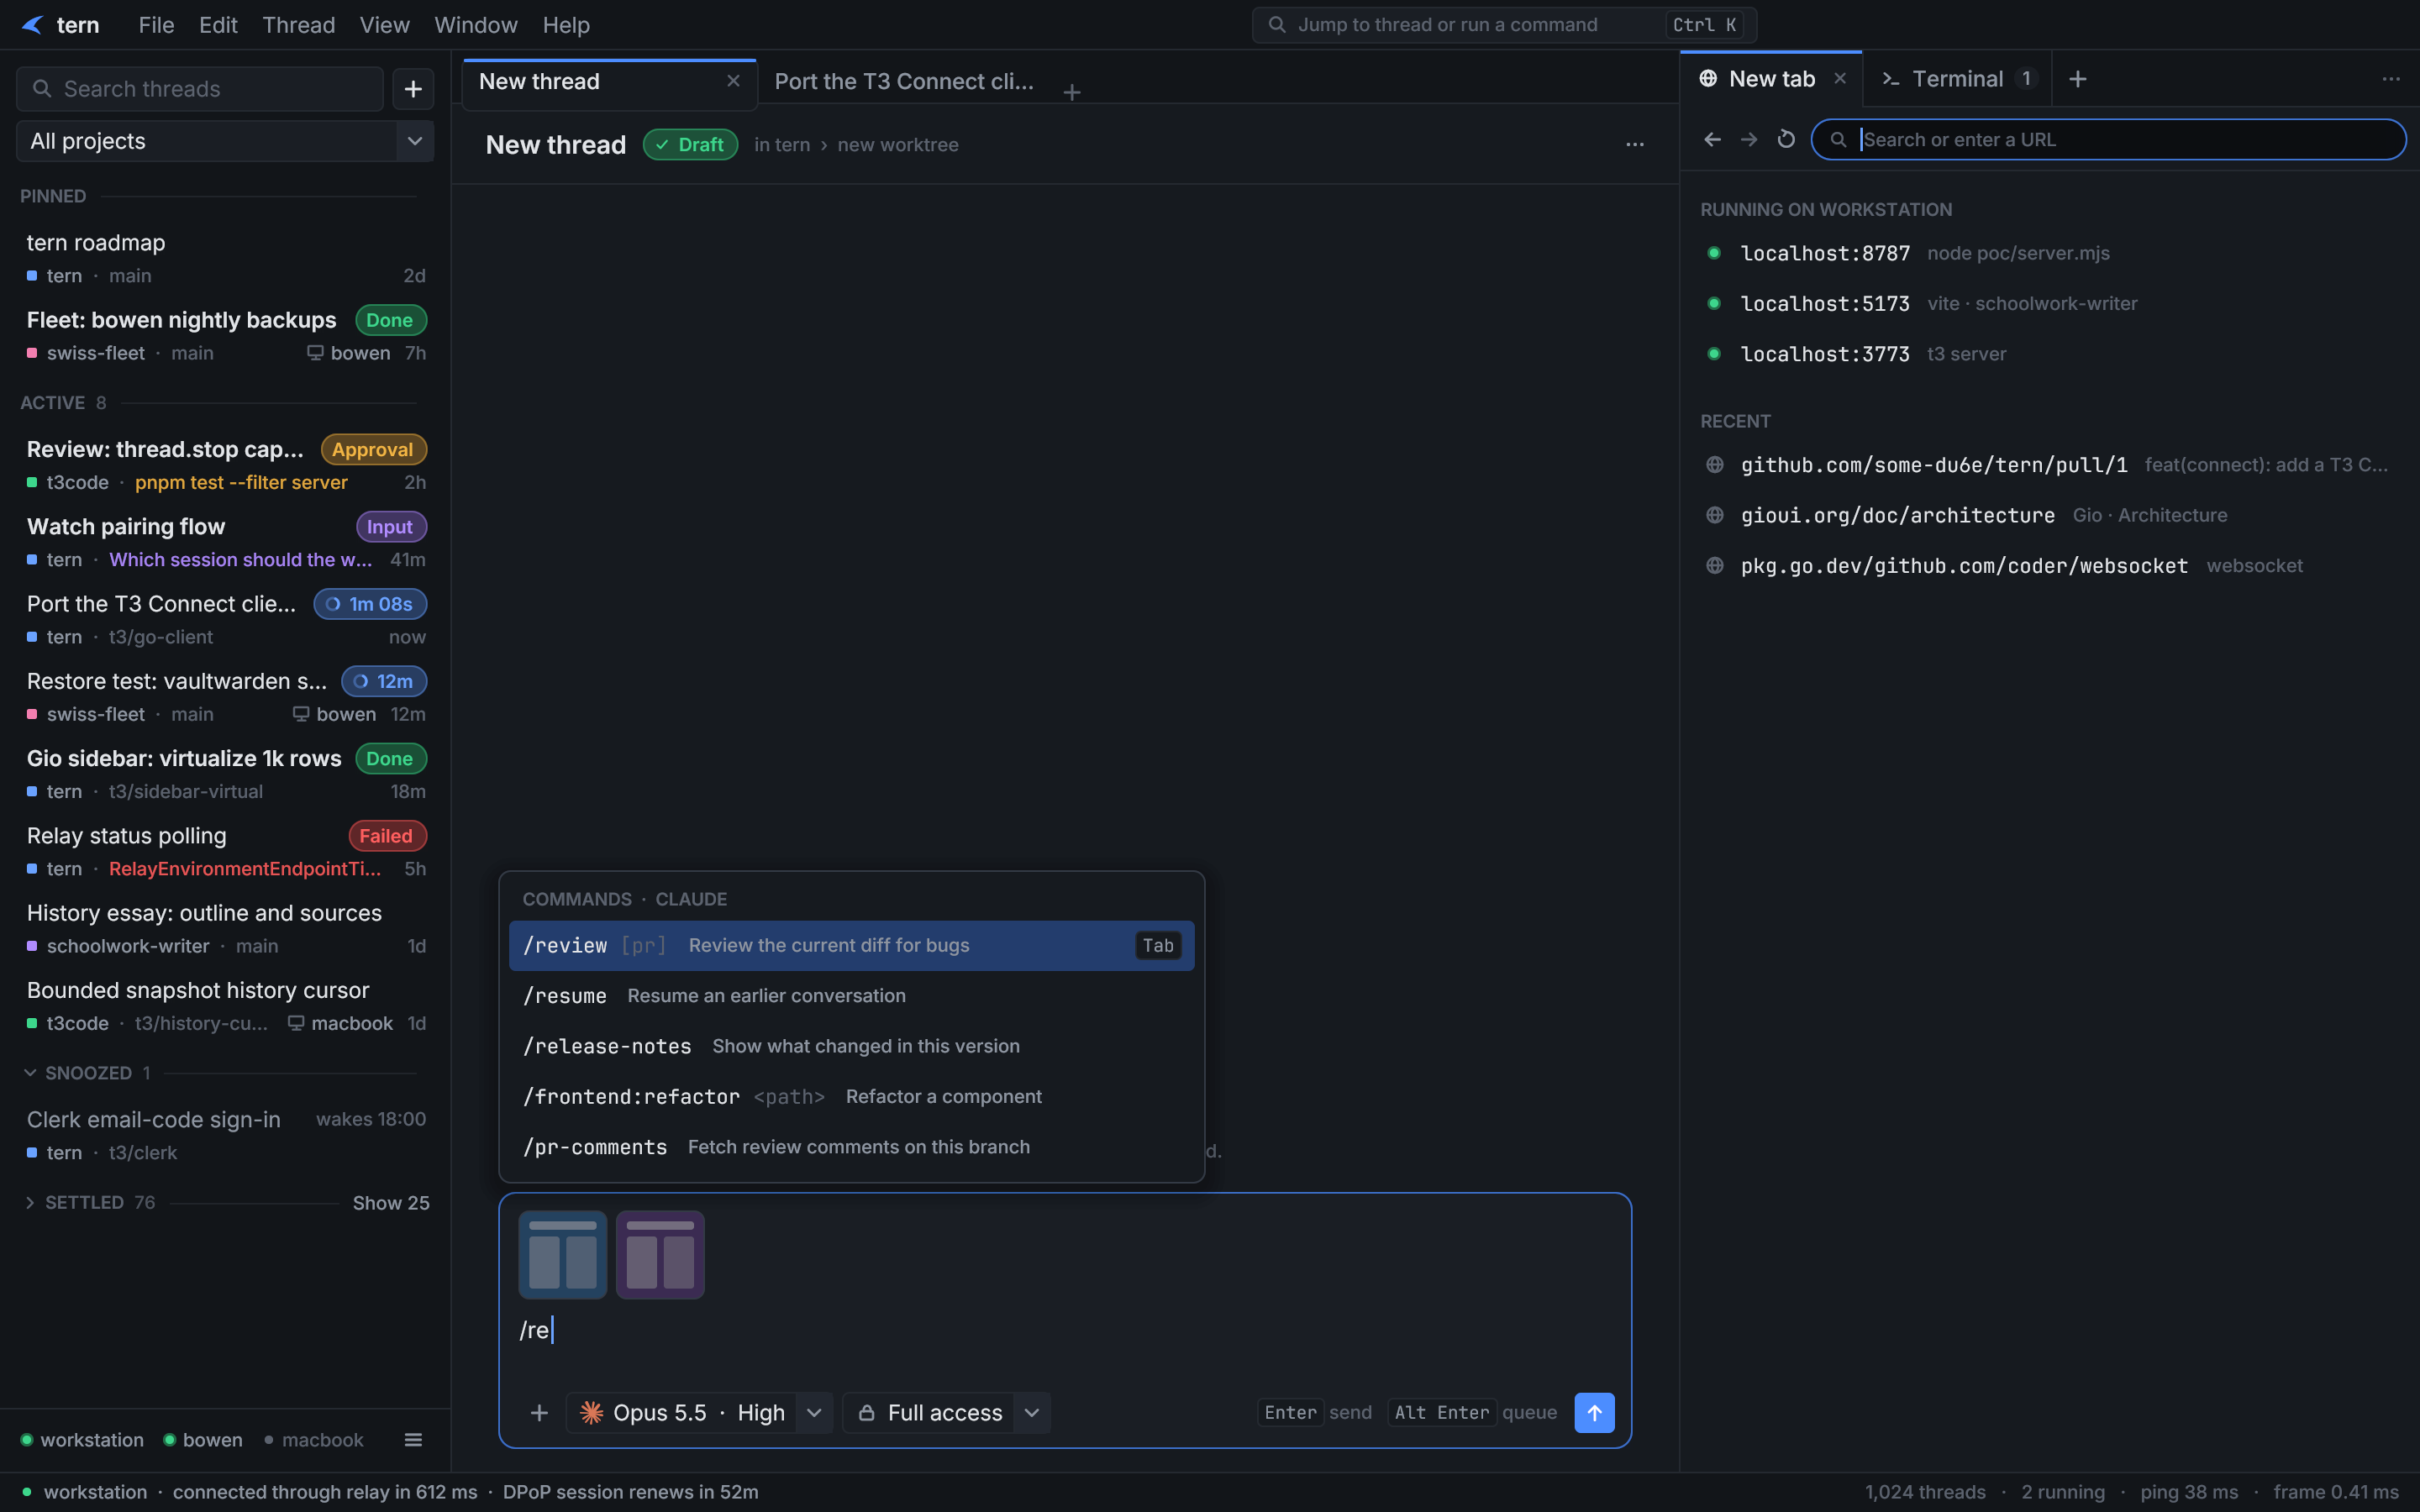 tern File Edit Thread View Window Help
Jump to thread or run a command Ctrl K
Search threads
All projects
PINNED
tern roadmap
tern · main 2d
Fleet: bowen nightly backups Done
swiss-fleet · main bowen 7h
ACTIVE 8
Review: thread.stop cap... Approval
t3code · pnpm test --filter server 2h
Watch pairing flow Input
tern · Which session should the w... 41m
Port the T3 Connect clie... 1m 08s
tern · t3/go-client now
Restore test: vaultwarden s... 12m
swiss-fleet · main bowen 12m
Gio sidebar: virtualize 1k rows Done
tern · t3/sidebar-virtual 18m
Relay status polling Failed
tern · RelayEnvironmentEndpointTi... 5h
History essay: outline and sources
schoolwork-writer · main 1d
Bounded snapshot history cursor
t3code · t3/history-cu... macbook 1d
SNOOZED 1
Clerk email-code sign-in wakes 18:00
tern · t3/clerk
SETTLED 76 Show 25
workstation bowen macbook
New thread Port the T3 Connect cli...
New thread Draft in tern › new worktree
COMMANDS · CLAUDE
/review [pr] Review the current diff for bugs Tab
/resume Resume an earlier conversation
/release-notes Show what changed in this version
/frontend:refactor <path> Refactor a component
/pr-comments Fetch review comments on this branch
d.
/re
Opus 5.5 · High Full access Enter send Alt Enter queue
New tab Terminal 1
Search or enter a URL
RUNNING ON WORKSTATION
localhost:8787 node poc/server.mjs
localhost:5173 vite · schoolwork-writer
localhost:3773 t3 server
RECENT
github.com/some-du6e/tern/pull/1 feat(connect): add a T3 C...
gioui.org/doc/architecture Gio · Architecture
pkg.go.dev/github.com/coder/websocket websocket
workstation · connected through relay in 612 ms · DPoP session renews in 52m
1,024 threads · 2 running · ping 38 ms · frame 0.41 ms